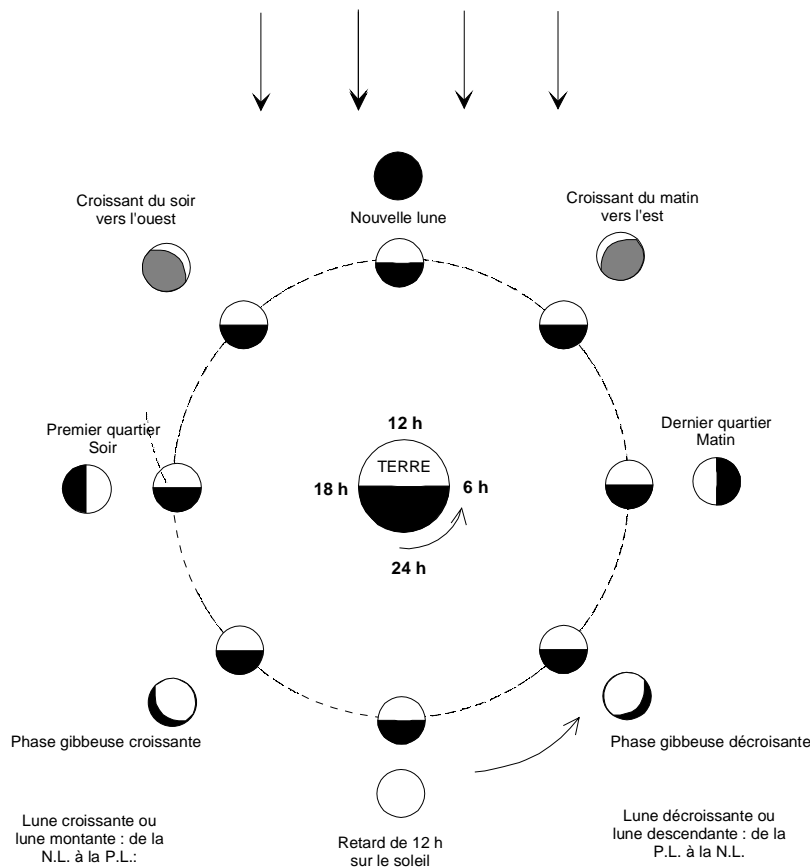 Croissant du soir
vers l'ouest
Nouvelle lune
Croissant du matin
vers l'est
Premier quartier
Soir
12 h
TERRE
18 h
6 h
24 h
Dernier quartier
Matin
Phase gibbeuse croissante
Phase gibbeuse décroisante
Lune croissante ou
lune montante : de la
N.L. à la P.L.:
Retard de 12 h
sur le soleil
Lune décroissante ou
lune descendante : de la
P.L. à la N.L.